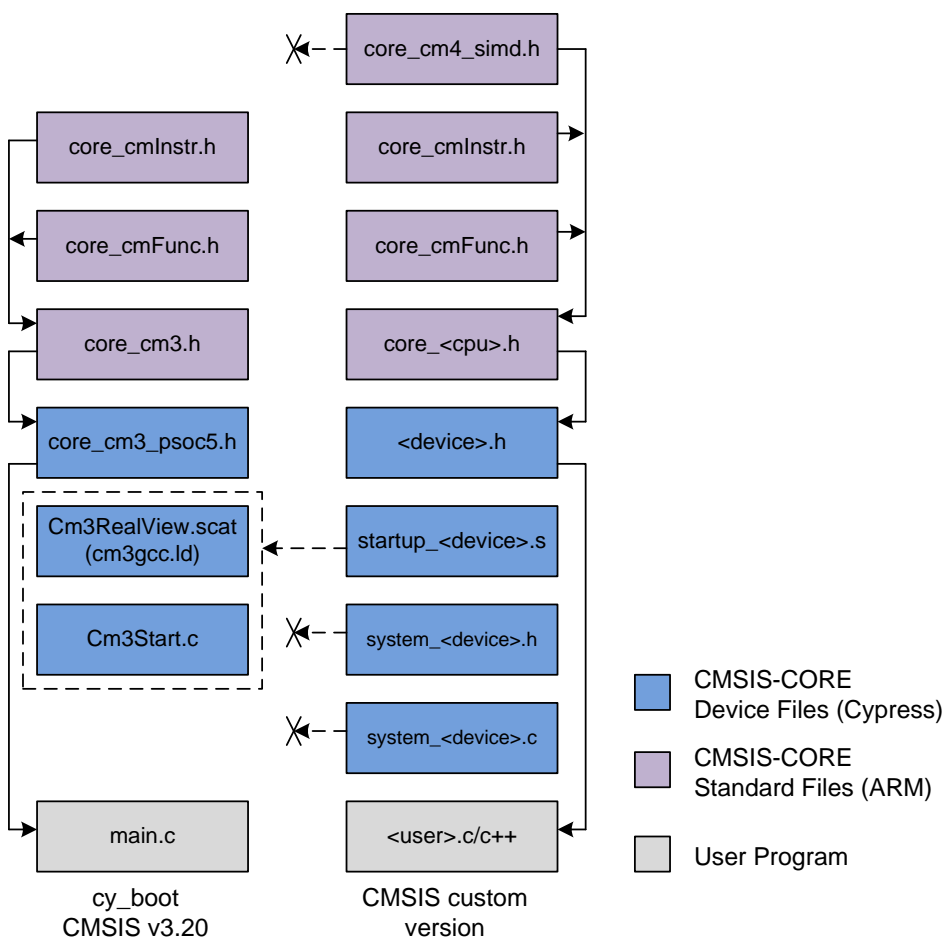 core_cm4_simd.h
core_cmInstr.h
core_cmInstr.h
core_cmFunc.h
core_cmFunc.h
core_cm3.h
core_<cpu>.h
core_cm3_psoc5.h
<device>.h
Cm3RealView.scat
(cm3gcc.ld)
startup_<device>.s
Cm3Start.c
system_<device>.h
system_<device>.c
main.c
<user>.c/c++
cy_boot
CMSIS v3.20
CMSIS custom
version
CMSIS-CORE
Device Files (Cypress)
CMSIS-CORE
Standard Files (ARM)
User Program